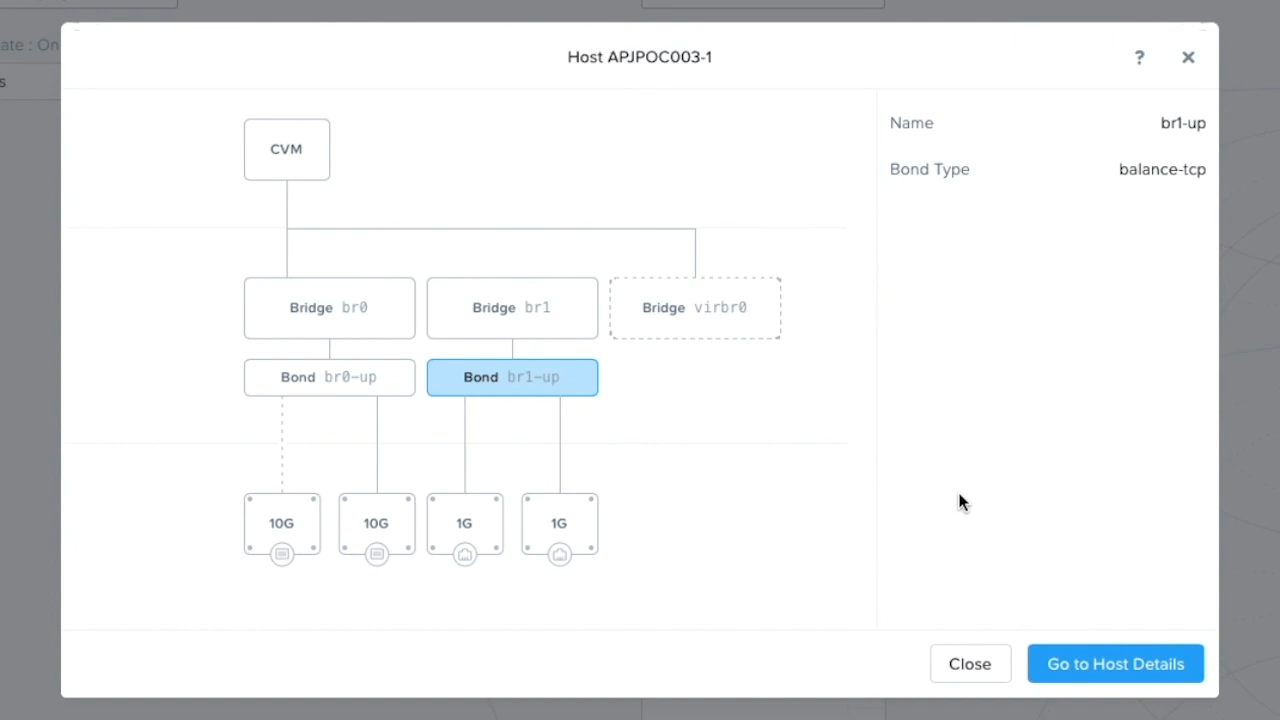 ate : On
s
Host APJPOC003-1
?
CVM
Bridge br0
Bridge br1
Bridge virbr0
Bond br0-up
Bond br1-up
10G
10G
1G
1G
Name br1-up
Bond Type balance-tcp
Close
Go to Host Details